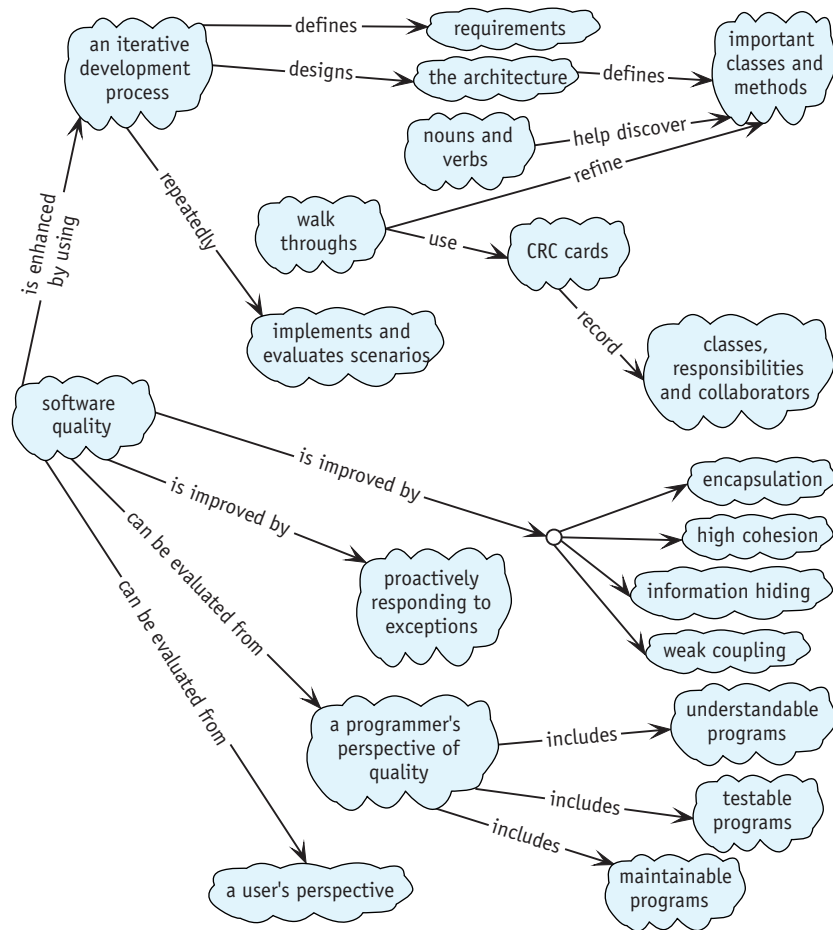 an iterative
development
process
defines
requirements
designs
the architecture
defines
important
classes and
methods
nouns and
verbs
help discover
refine
walk
throughs
use
CRC cards
repeatedly
is enhanced
by using
implements and
evaluates scenarios
record
classes,
responsibilities
and collaborators
software
quality
is improved by
encapsulation
high cohesion
information hiding
weak coupling
is improved by
proactively
responding to
exceptions
can be evaluated from
a programmer's
perspective of
quality
includes
understandable
programs
includes
testable
programs
includes
maintainable
programs
can be evaluated from
a user's perspective